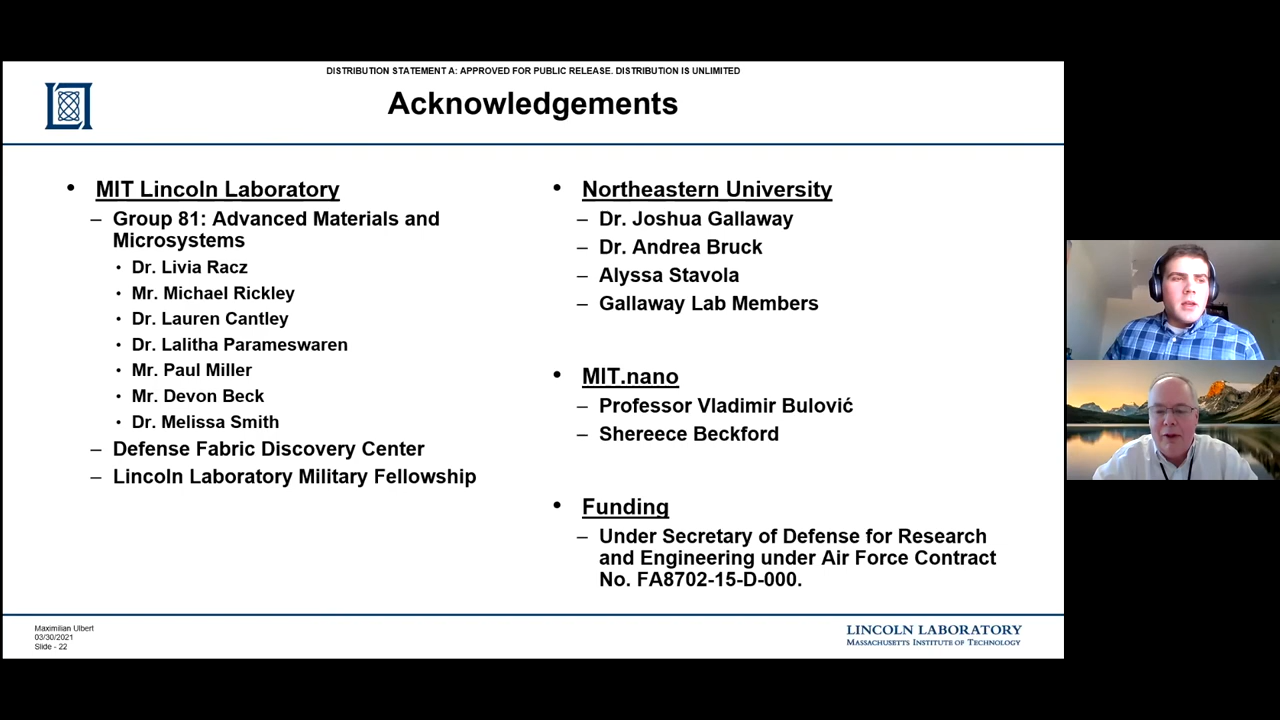 DISTRIBUTION STATEMENT A: APPROVED FOR PUBLIC RELEASE. DISTRIBUTION IS UNLIMITED
Acknowledgements
• MIT Lincoln Laboratory
– Group 81: Advanced Materials and
Microsystems
• Dr. Livia Racz
• Mr. Michael Rickley
• Dr. Lauren Cantley
• Dr. Lalitha Parameswaren
• Mr. Paul Miller
• Mr. Devon Beck
• Dr. Melissa Smith
– Defense Fabric Discovery Center
– Lincoln Laboratory Military Fellowship
• Northeastern University
– Dr. Joshua Gallaway
– Dr. Andrea Bruck
– Alyssa Stavola
– Gallaway Lab Members
• MIT.nano
– Professor Vladimir Bulović
– Shereece Beckford
• Funding
– Under Secretary of Defense for Research
and Engineering under Air Force Contract
No. FA8702-15-D-000.
Maximilian Ulbert
03/30/2021
Slide - 22
LINCOLN LABORATORY
MASSACHUSETTS INSTITUTE OF TECHNOLOGY